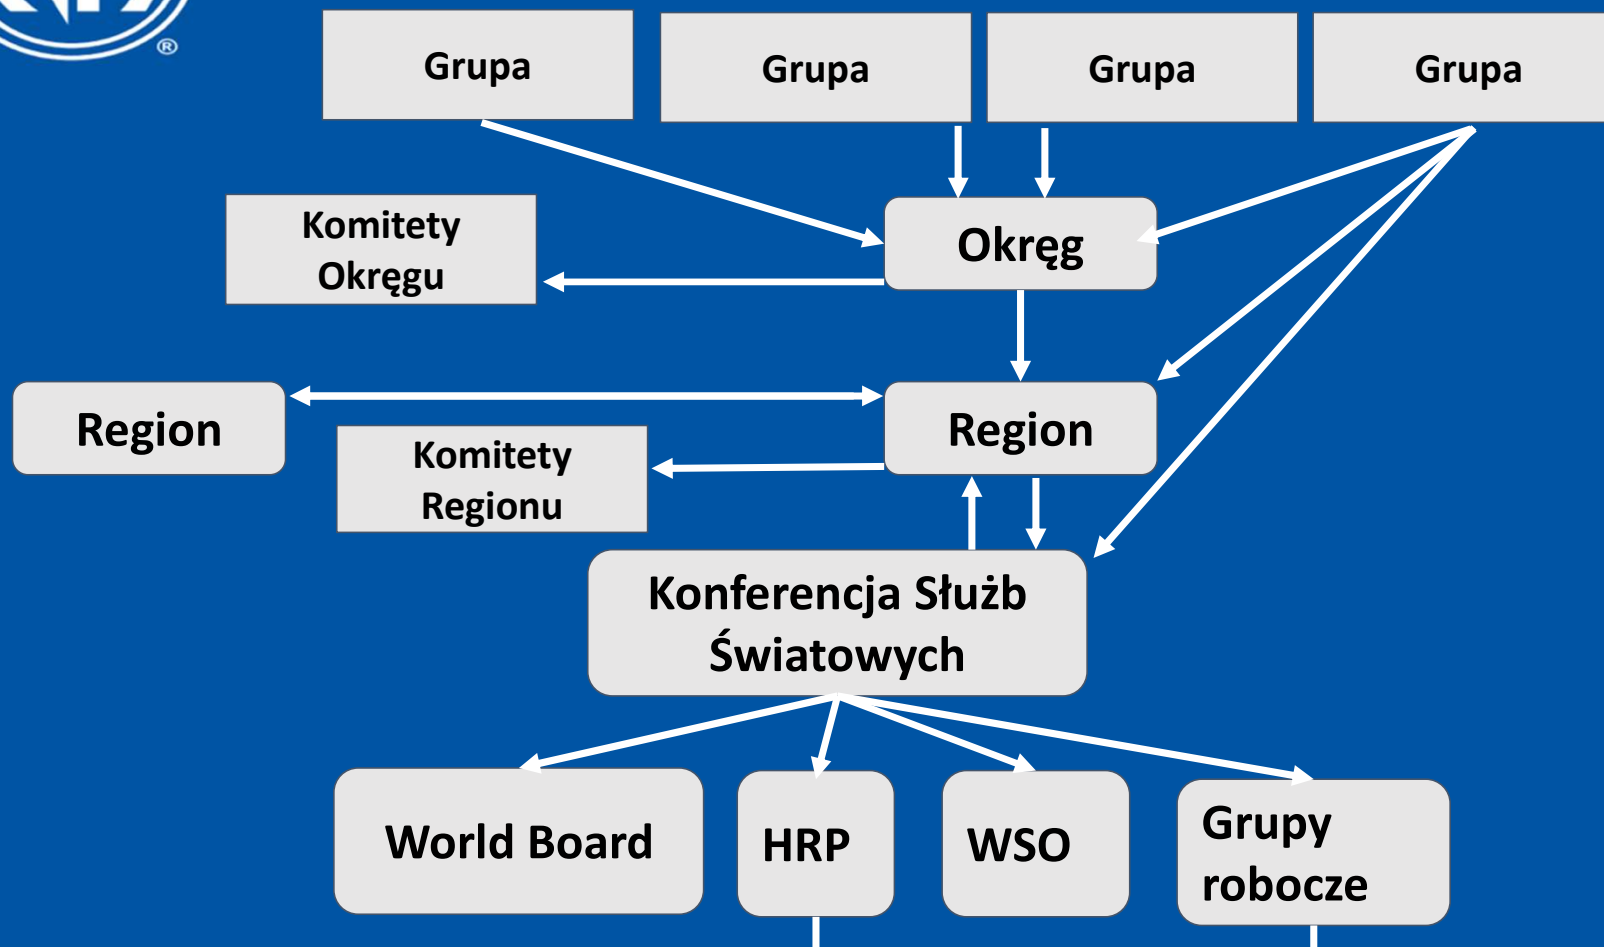 ®
Grupa
Grupa
Grupa
Grupa
Komitety
Okręgu
Okręg
Region
Region
Komitety
Regionu
Konferencja Służb
Światowych
World Board
HRP
WSO
Grupy
robocze